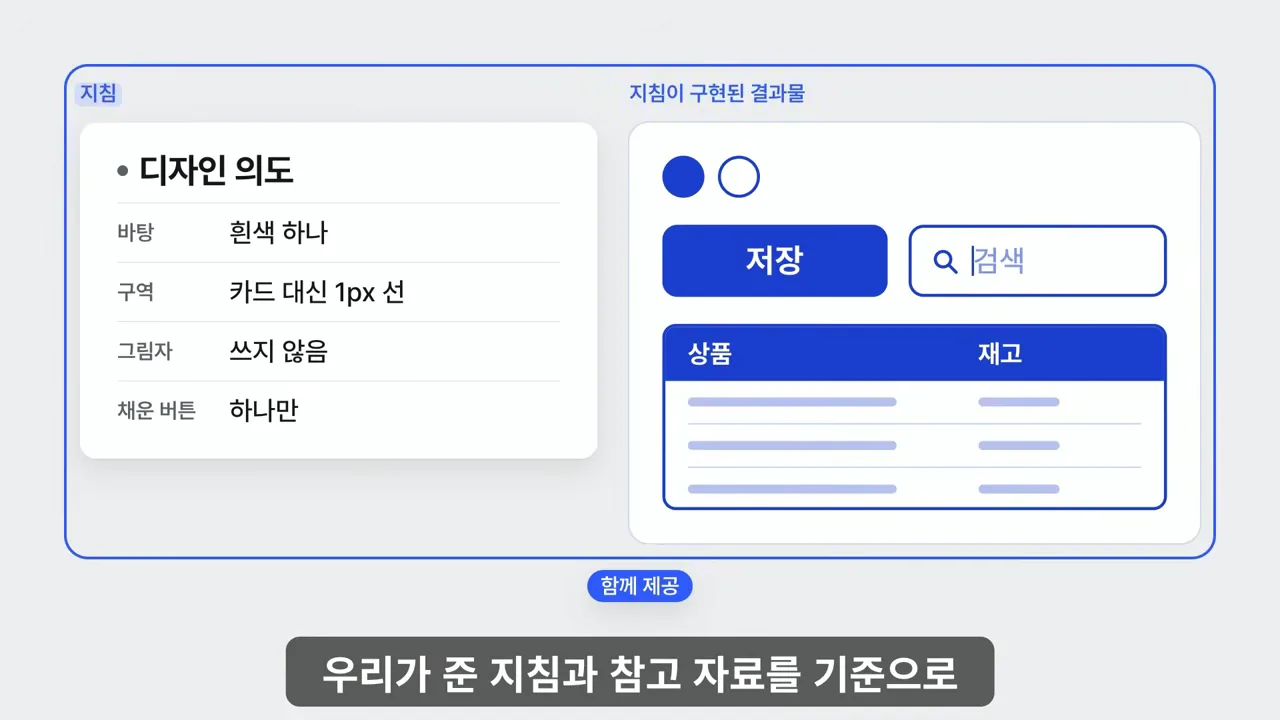 지침
• 디자인 의도
바탕 흰색 하나
구역 카드 대신 1px 선
그림자 쓰지 않음
채운 버튼 하나만
지침이 구현된 결과물
저장
검색
상품 재고
함께 제공
우리가 준 지침과 참고 자료를 기준으로